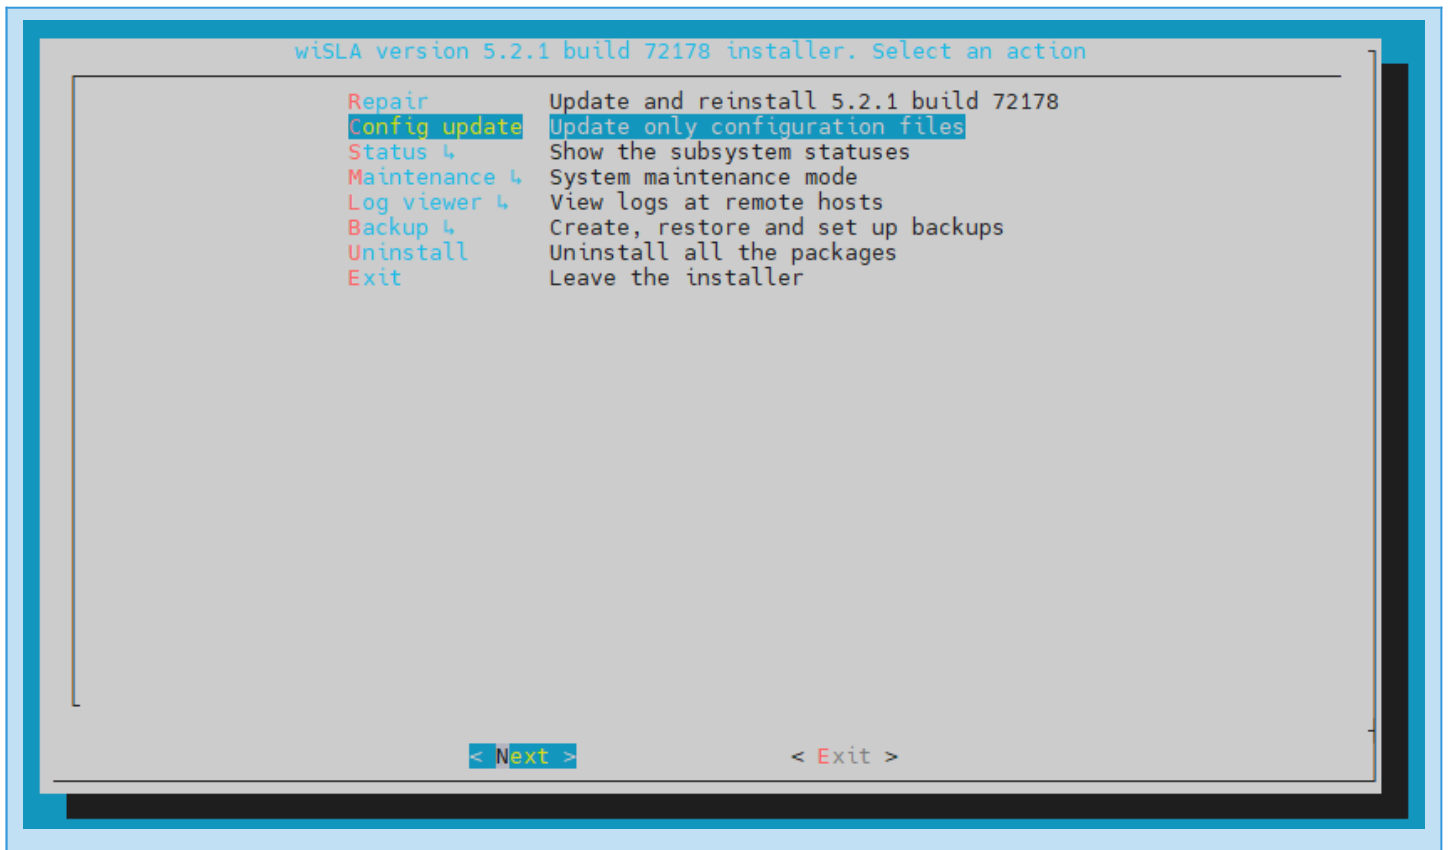 wiSLA version 5.2.1 build 72178 installer. Select an action
Repair Update and reinstall 5.2.1 build 72178
Config update Update only configuration files
Status ↳ Show the subsystem statuses
Maintenance ↳ System maintenance mode
Log viewer ↳ View logs at remote hosts
Backup ↳ Create, restore and set up backups
Uninstall Uninstall all the packages
Exit Leave the installer
< Next > < Exit >